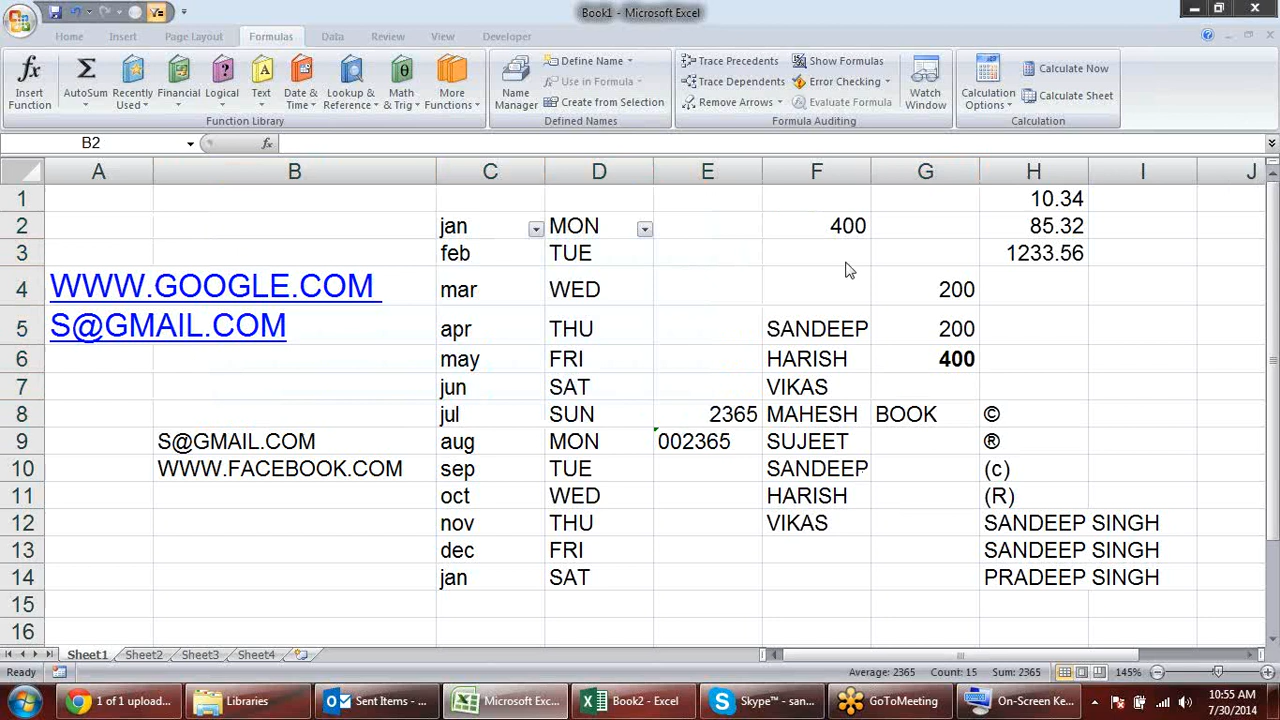 Book1 - Microsoft Excel
Home Insert Page Layout Formulas Data Review View Developer
fx Σ A θ
Insert Function
AutoSum
Recently Used
Financial
Logical
Text
Date & Time
Lookup & Reference
Math & Trig
More Functions
Function Library
Name Manager
Define Name
Use in Formula
Create from Selection
Defined Names
Trace Precedents
Trace Dependents
Remove Arrows
Show Formulas
Error Checking
Evaluate Formula
Formula Auditing
Watch Window
Calculation Options
Calculate Now
Calculate Sheet
Calculation
B2 fx
A B C D E F G H I J
1 10.34
2 jan MON 400 85.32
3 feb TUE 1233.56
4 WWW.GOOGLE.COM mar WED 200
5 S@GMAIL.COM apr THU SANDEEP 200
6 may FRI HARISH 400
7 jun SAT VIKAS
8 jul SUN 2365 MAHESH BOOK ©
9 S@GMAIL.COM aug MON 002365 SUJEET ®
10 WWW.FACEBOOK.COM sep TUE SANDEEP (c)
11 oct WED HARISH (R)
12 nov THU VIKAS SANDEEP SINGH
13 dec FRI SANDEEP SINGH
14 jan SAT PRADEEP SINGH
15
16
Sheet1 Sheet2 Sheet3 Sheet4
Ready Average: 2365 Count: 15 Sum: 2365 145%
1 of 1 upload... Libraries Sent Items - ... Microsoft Exc... Book2 - Excel Skype™ - san... GoToMeeting On-Screen Ke...
10:55 AM
7/30/2014